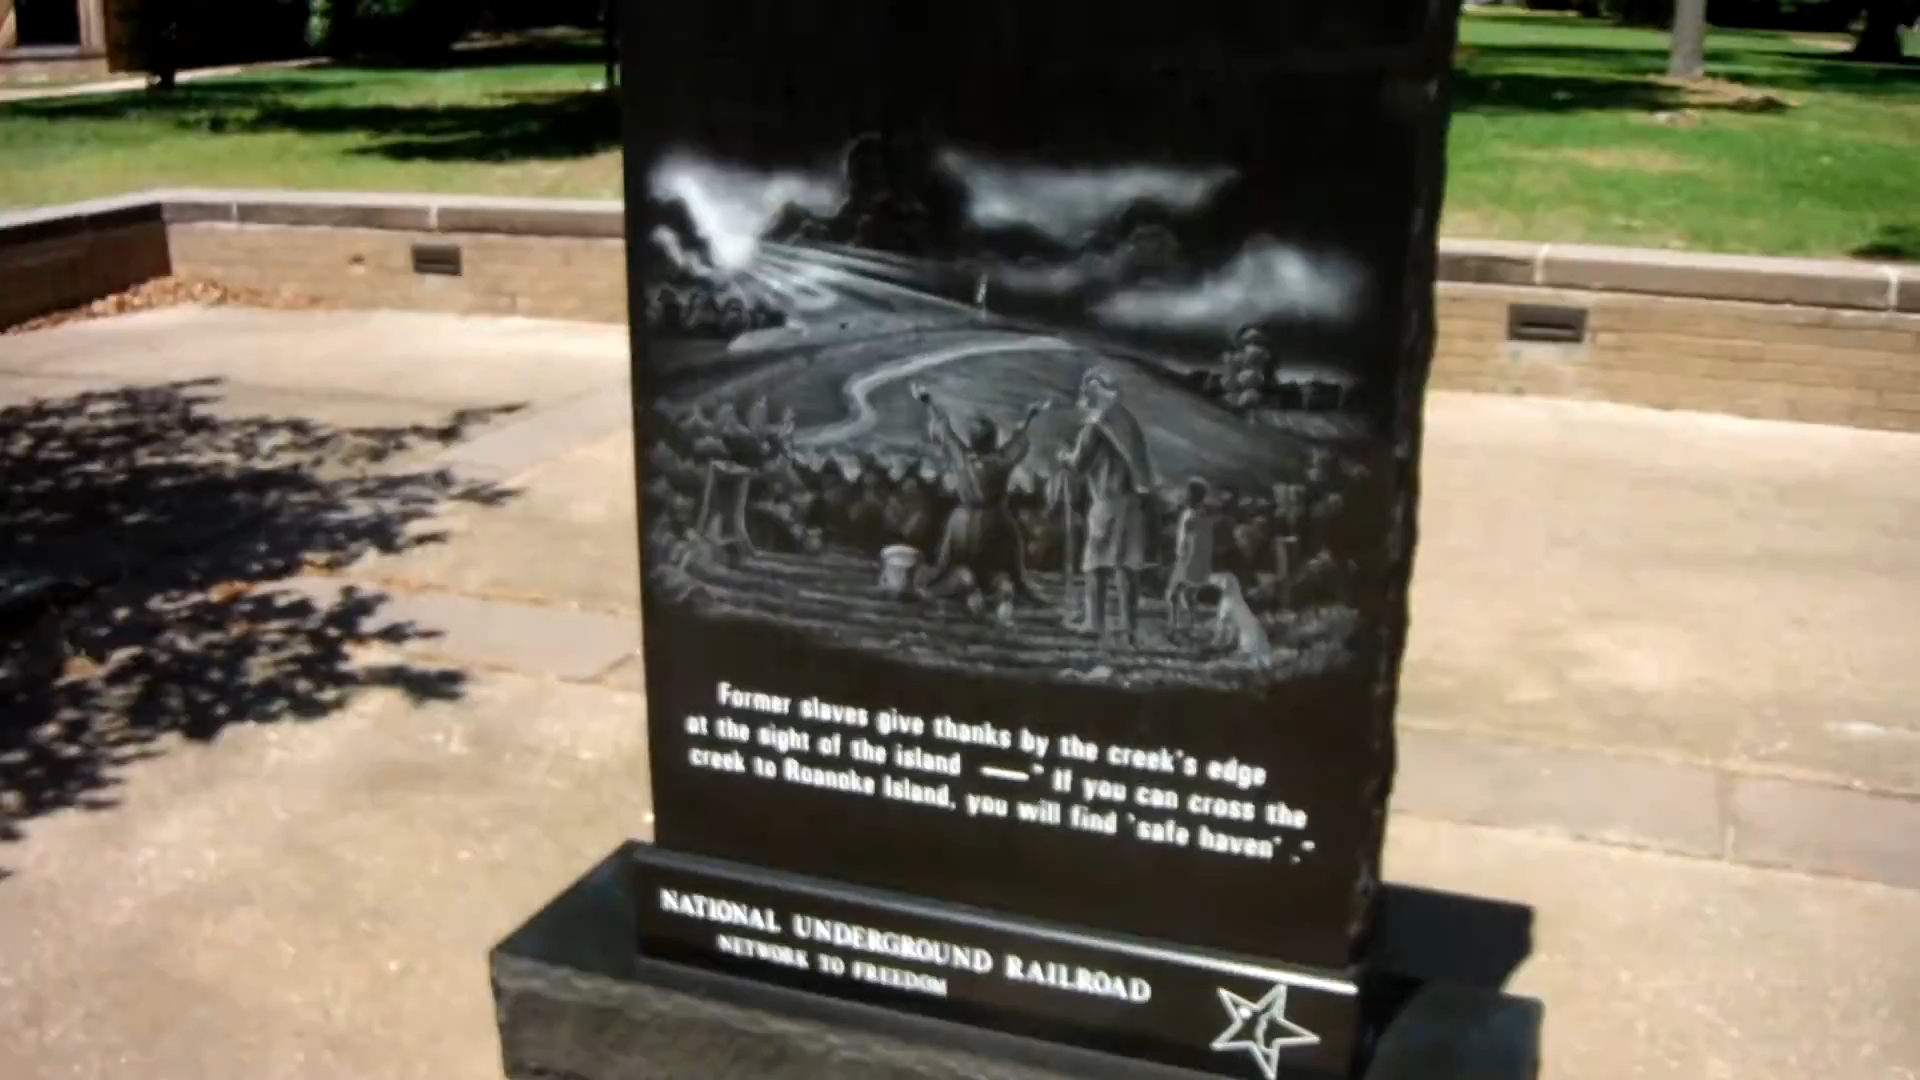 Former slaves give thanks by the creek's edge
at the sight of the island — " If you can cross the
creek to Roanoke Island, you will find 'safe haven' ."
NATIONAL UNDERGROUND RAILROAD
NETWORK TO FREEDOM